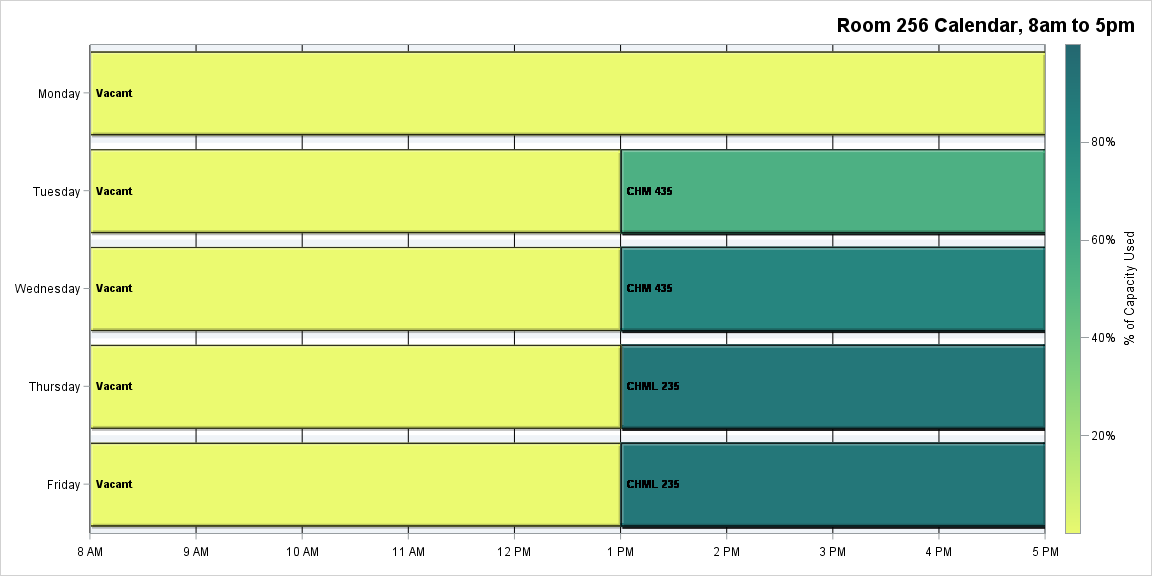 Room 256 Calendar, 8am to 5pm
Monday
Vacant
Tuesday
Vacant
CHM 435
Wednesday
Vacant
CHM 435
Thursday
Vacant
CHML 235
Friday
Vacant
CHML 235
8 AM
9 AM
10 AM
11 AM
12 PM
1 PM
2 PM
3 PM
4 PM
5 PM
80%
60%
40%
20%
% of Capacity Used